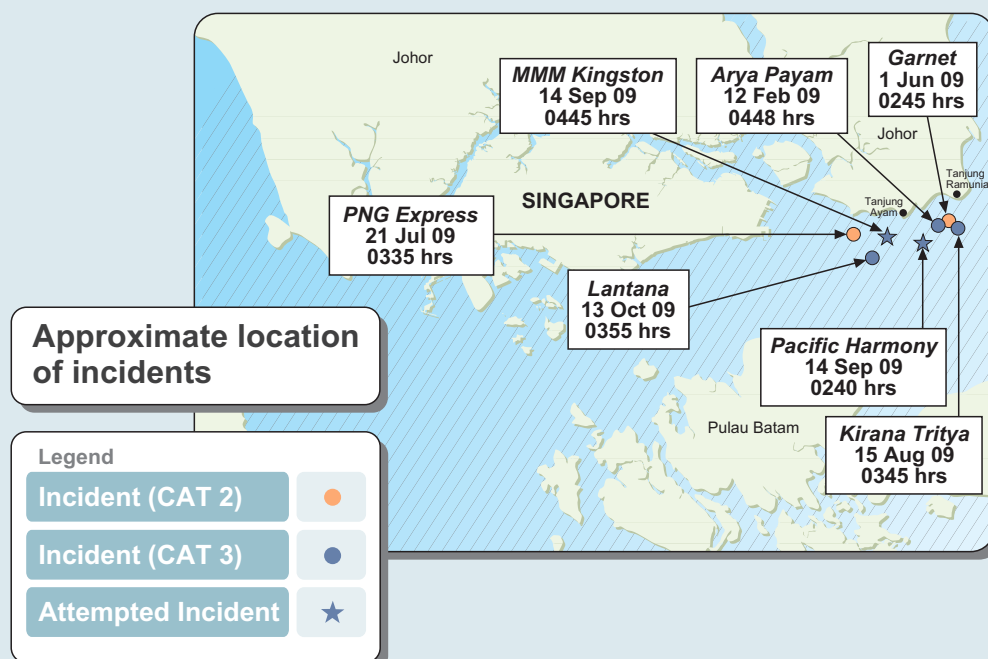 Johor
MMM Kingston
14 Sep 09
0445 hrs
Arya Payam
12 Feb 09
0448 hrs
Garnet
1 Jun 09
0245 hrs
Johor
Tanjung
Ramunia
Tanjung
Ayam
SINGAPORE
PNG Express
21 Jul 09
0335 hrs
Lantana
13 Oct 09
0355 hrs
Pacific Harmony
14 Sep 09
0240 hrs
Pulau Batam
Kirana Tritya
15 Aug 09
0345 hrs
Approximate location
of incidents
Legend
Incident (CAT 2)
Incident (CAT 3)
Attempted Incident